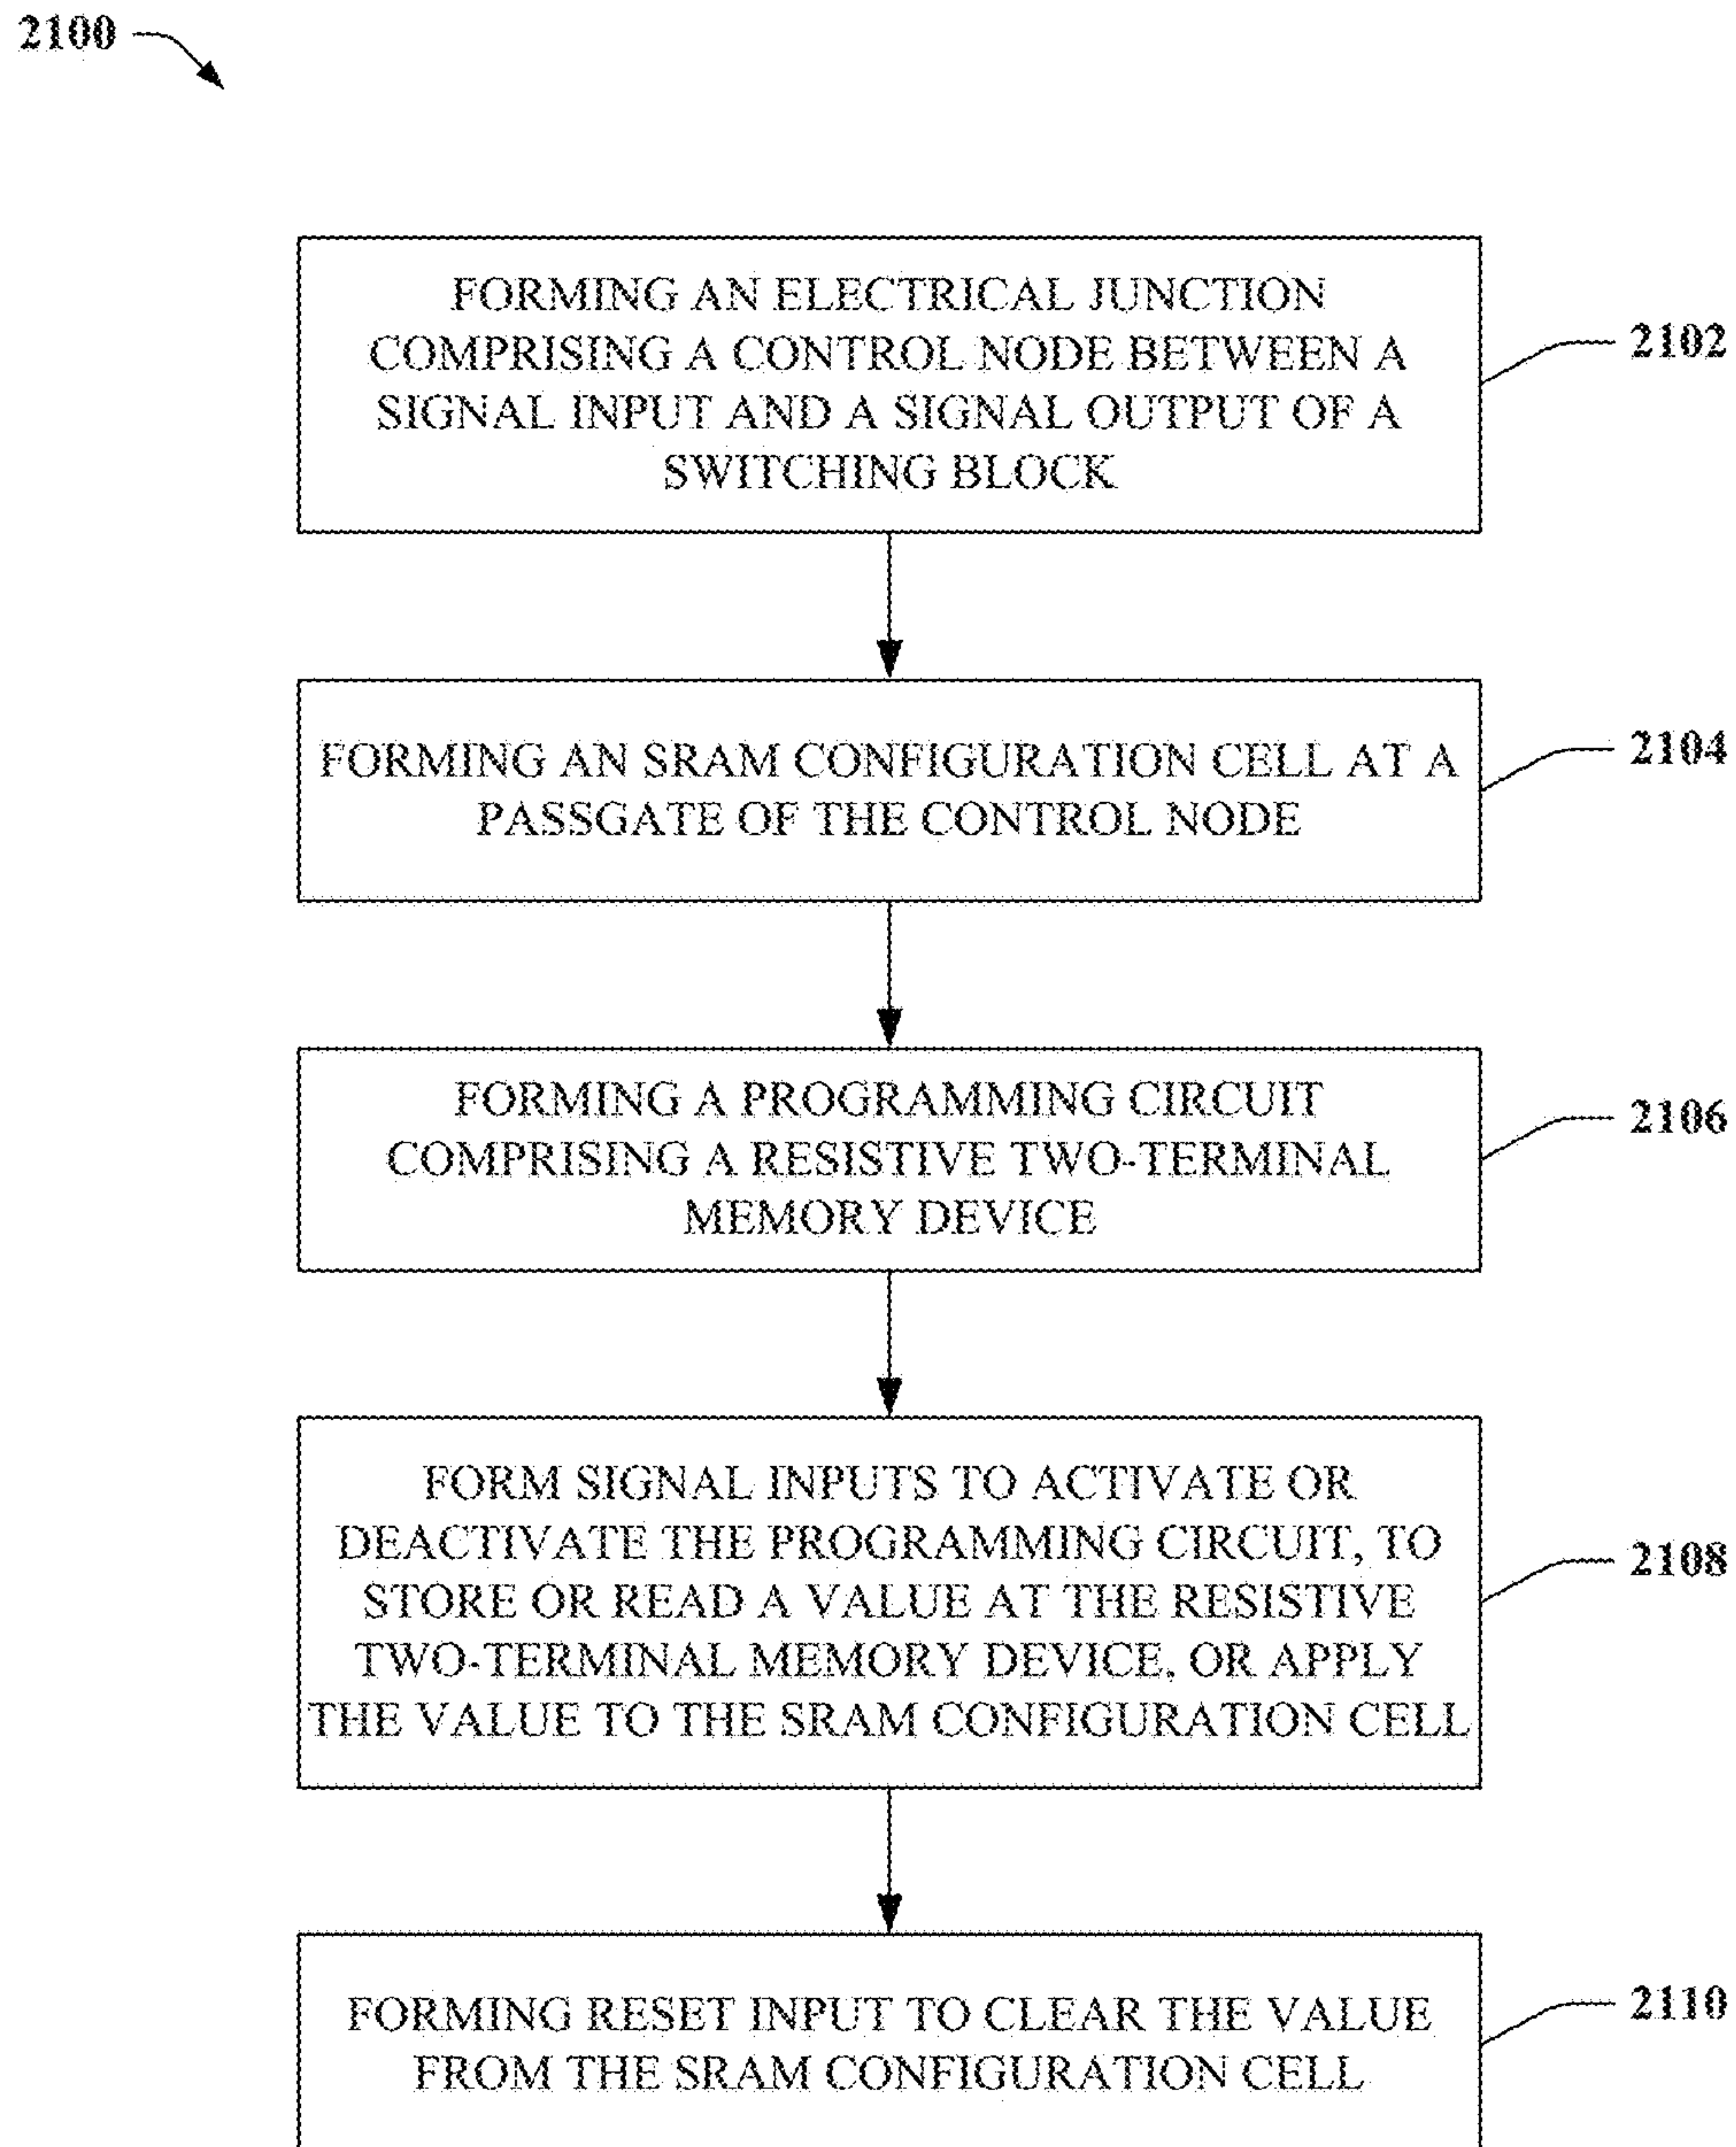 2100
FORMING AN ELECTRICAL JUNCTION
COMPRISING A CONTROL NODE BETWEEN A
SIGNAL INPUT AND A SIGNAL OUTPUT OF A
SWITCHING BLOCK
2102
FORMING AN SRAM CONFIGURATION CELL AT A
PASSGATE OF THE CONTROL NODE
2104
FORMING A PROGRAMMING CIRCUIT
COMPRISING A RESISTIVE TWO-TERMINAL
MEMORY DEVICE
2106
FORM SIGNAL INPUTS TO ACTIVATE OR
DEACTIVATE THE PROGRAMMING CIRCUIT, TO
STORE OR READ A VALUE AT THE RESISTIVE
TWO-TERMINAL MEMORY DEVICE, OR APPLY
THE VALUE TO THE SRAM CONFIGURATION CELL
2108
FORMING RESET INPUT TO CLEAR THE VALUE
FROM THE SRAM CONFIGURATION CELL
2110